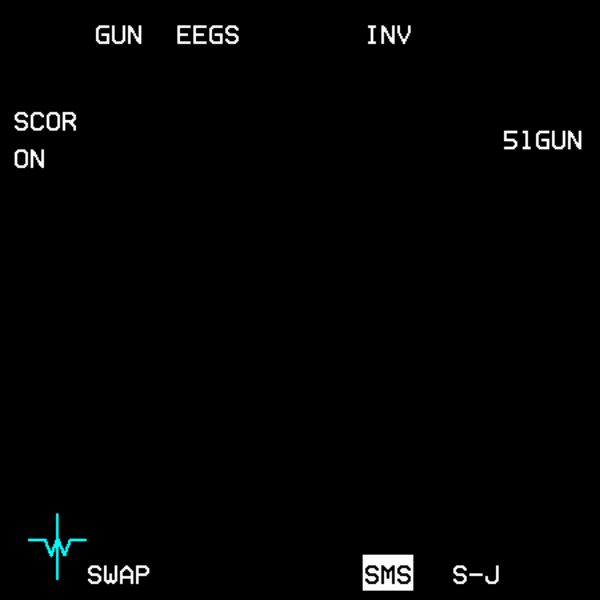 GUN EEGS INV
SCOR
ON
51GUN
SWAP SMS S-J